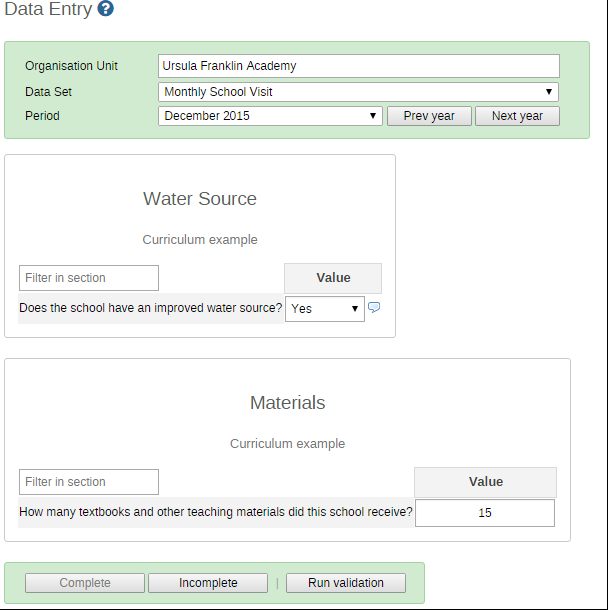 Data Entry ?
Organisation Unit Ursula Franklin Academy
Data Set Monthly School Visit
Period December 2015 Prev year Next year
Water Source
Curriculum example
Filter in section Value
Does the school have an improved water source? Yes
Materials
Curriculum example
Filter in section Value
How many textbooks and other teaching materials did this school receive? 15
Complete Incomplete | Run validation